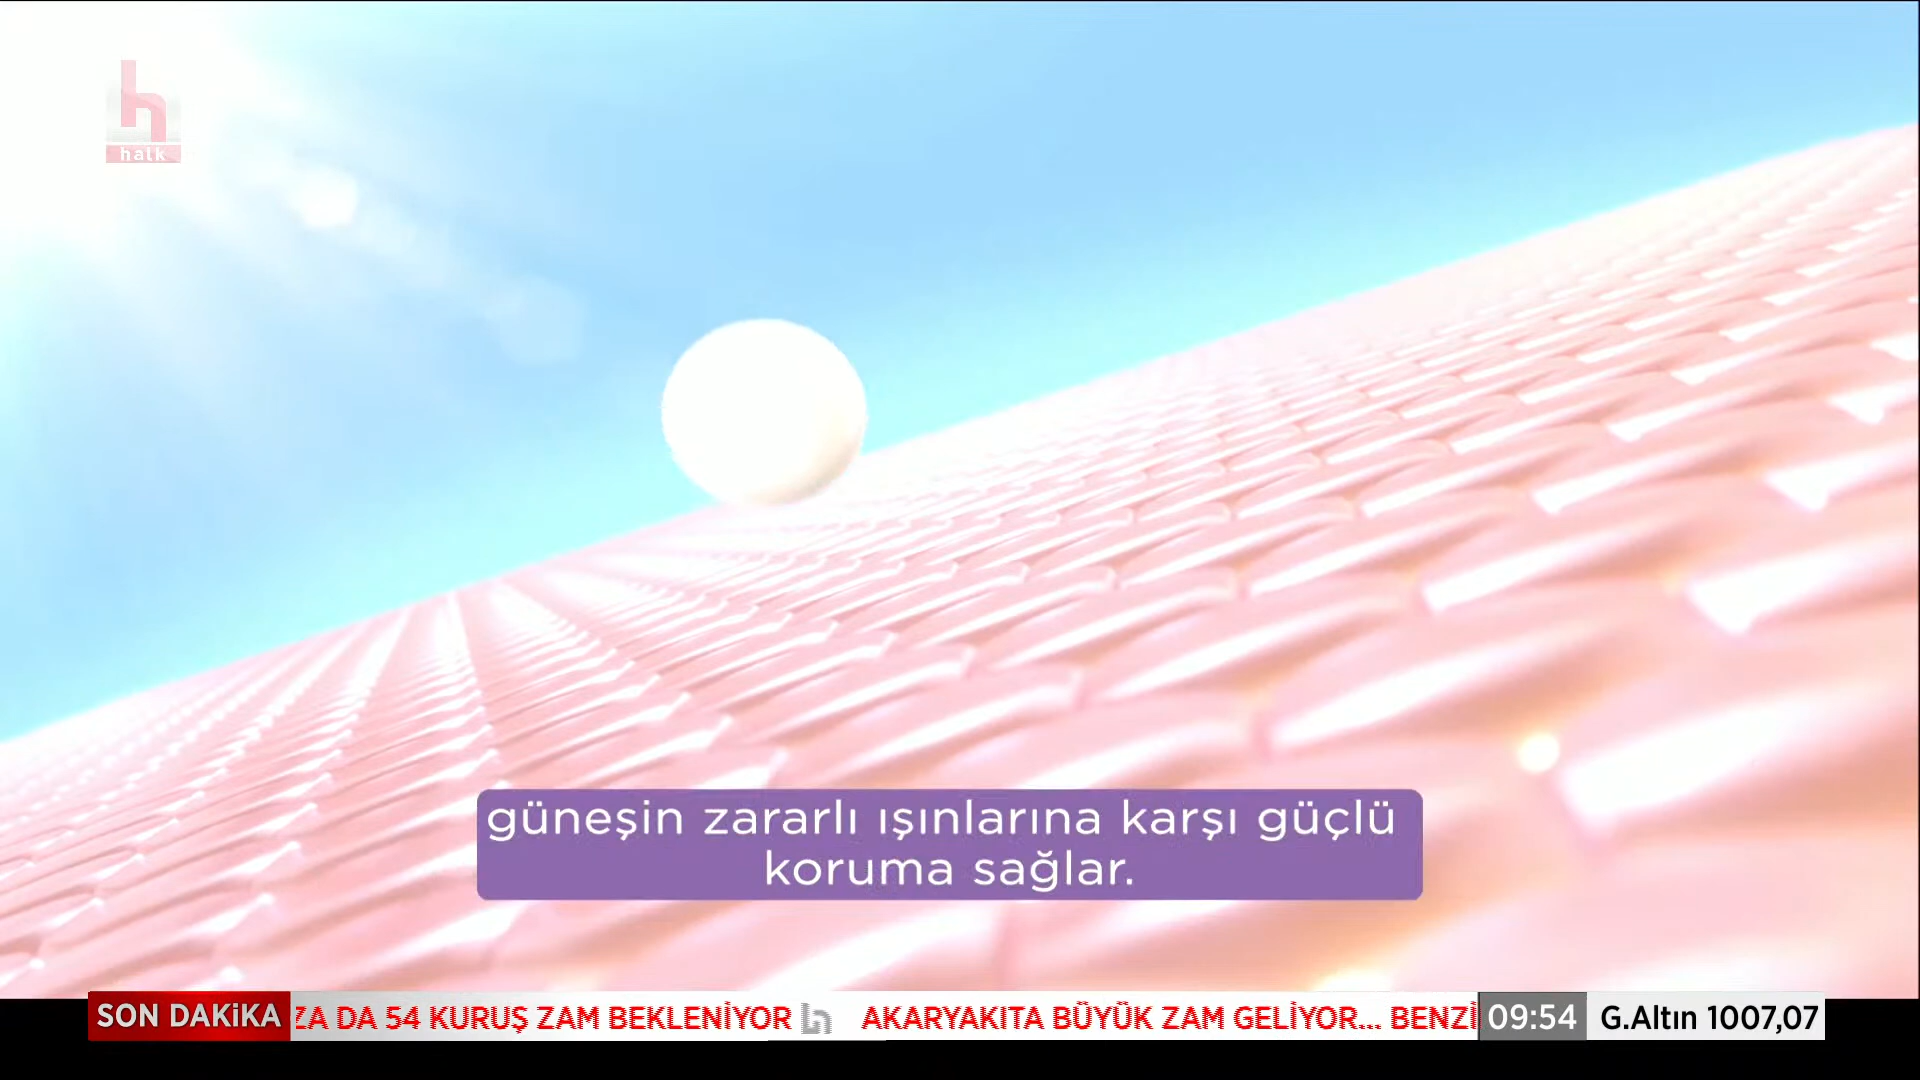 halk
güneşin zararlı ışınlarına karşı güçlü
koruma sağlar.
SON DAKİKA ZA DA 54 KURUŞ ZAM BEKLENİYOR AKARYAKITA BÜYÜK ZAM GELİYOR... BENZİ 09:54 G.Altın 1007,07